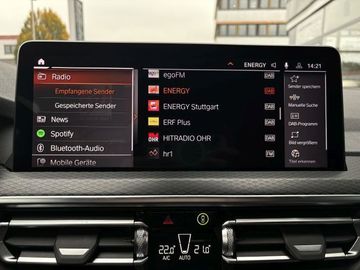 ENERGY 14:21
Radio
Empfangene Sender
Gespeicherte Sender
News
Spotify
Bluetooth-Audio
Mobile Geräte
egoFM DAB
ENERGY DAB
ENERGY Stuttgart DAB
ERF Plus DAB
HITRADIO OHR DAB
hr1 FM
Sender speichern
Manuelle Suche
DAB-Programm
Bild vergrößern
Titel erkennen
22.0 A/C AUTO 21.0